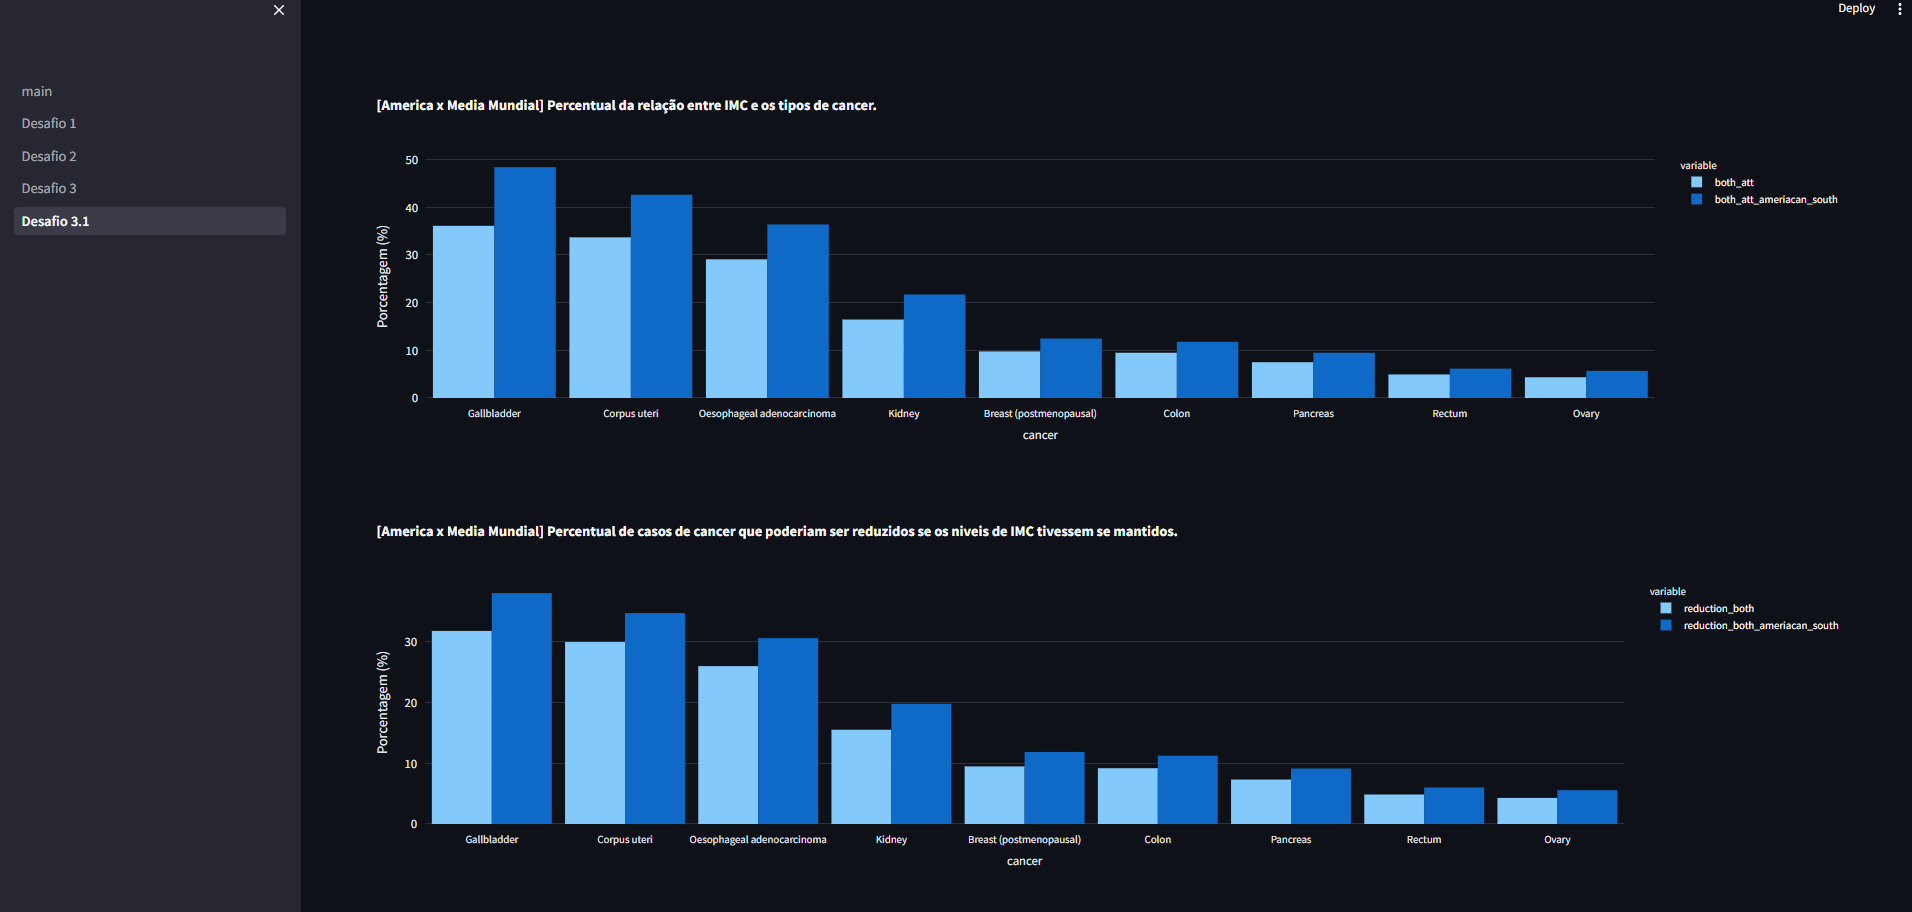 Deploy
main
Desafio 1
Desafio 2
Desafio 3
Desafio 3.1
[America x Media Mundial] Percentual da relação entre IMC e os tipos de cancer.
Porcentagem (%)
50
40
30
20
10
0
Gallbladder
Corpus uteri
Oesophageal adenocarcinoma
Kidney
Breast (postmenopausal)
Colon
Pancreas
Rectum
Ovary
cancer
variable
both_att
both_att_ameriacan_south
[America x Media Mundial] Percentual de casos de cancer que poderiam ser reduzidos se os niveis de IMC tivessem se mantidos.
Porcentagem (%)
30
20
10
0
Gallbladder
Corpus uteri
Oesophageal adenocarcinoma
Kidney
Breast (postmenopausal)
Colon
Pancreas
Rectum
Ovary
cancer
variable
reduction_both
reduction_both_ameriacan_south